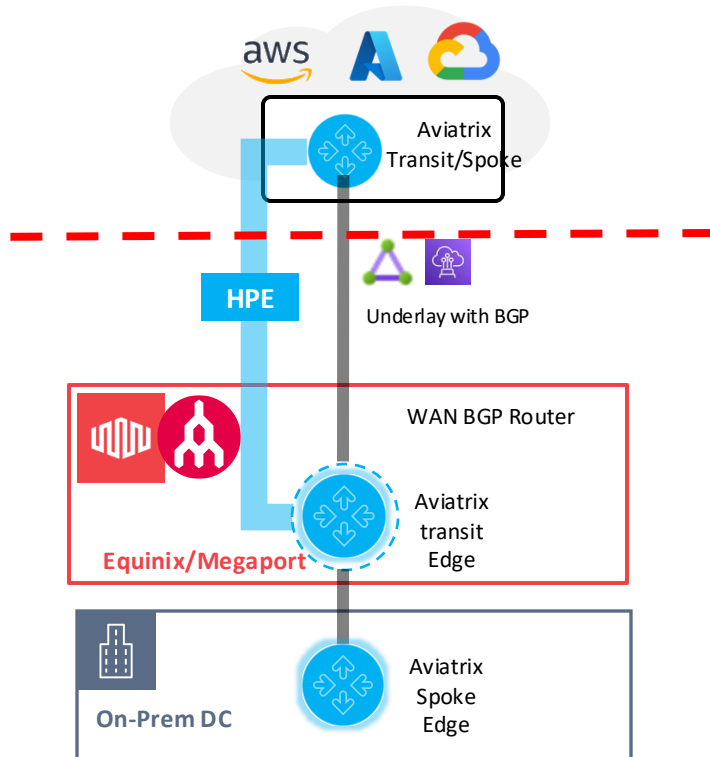 aws
Aviatrix
Transit/Spoke
HPE
Underlay with BGP
WAN BGP Router
Aviatrix
transit
Edge
Equinix/Megaport
Aviatrix
Spoke
Edge
On-Prem DC